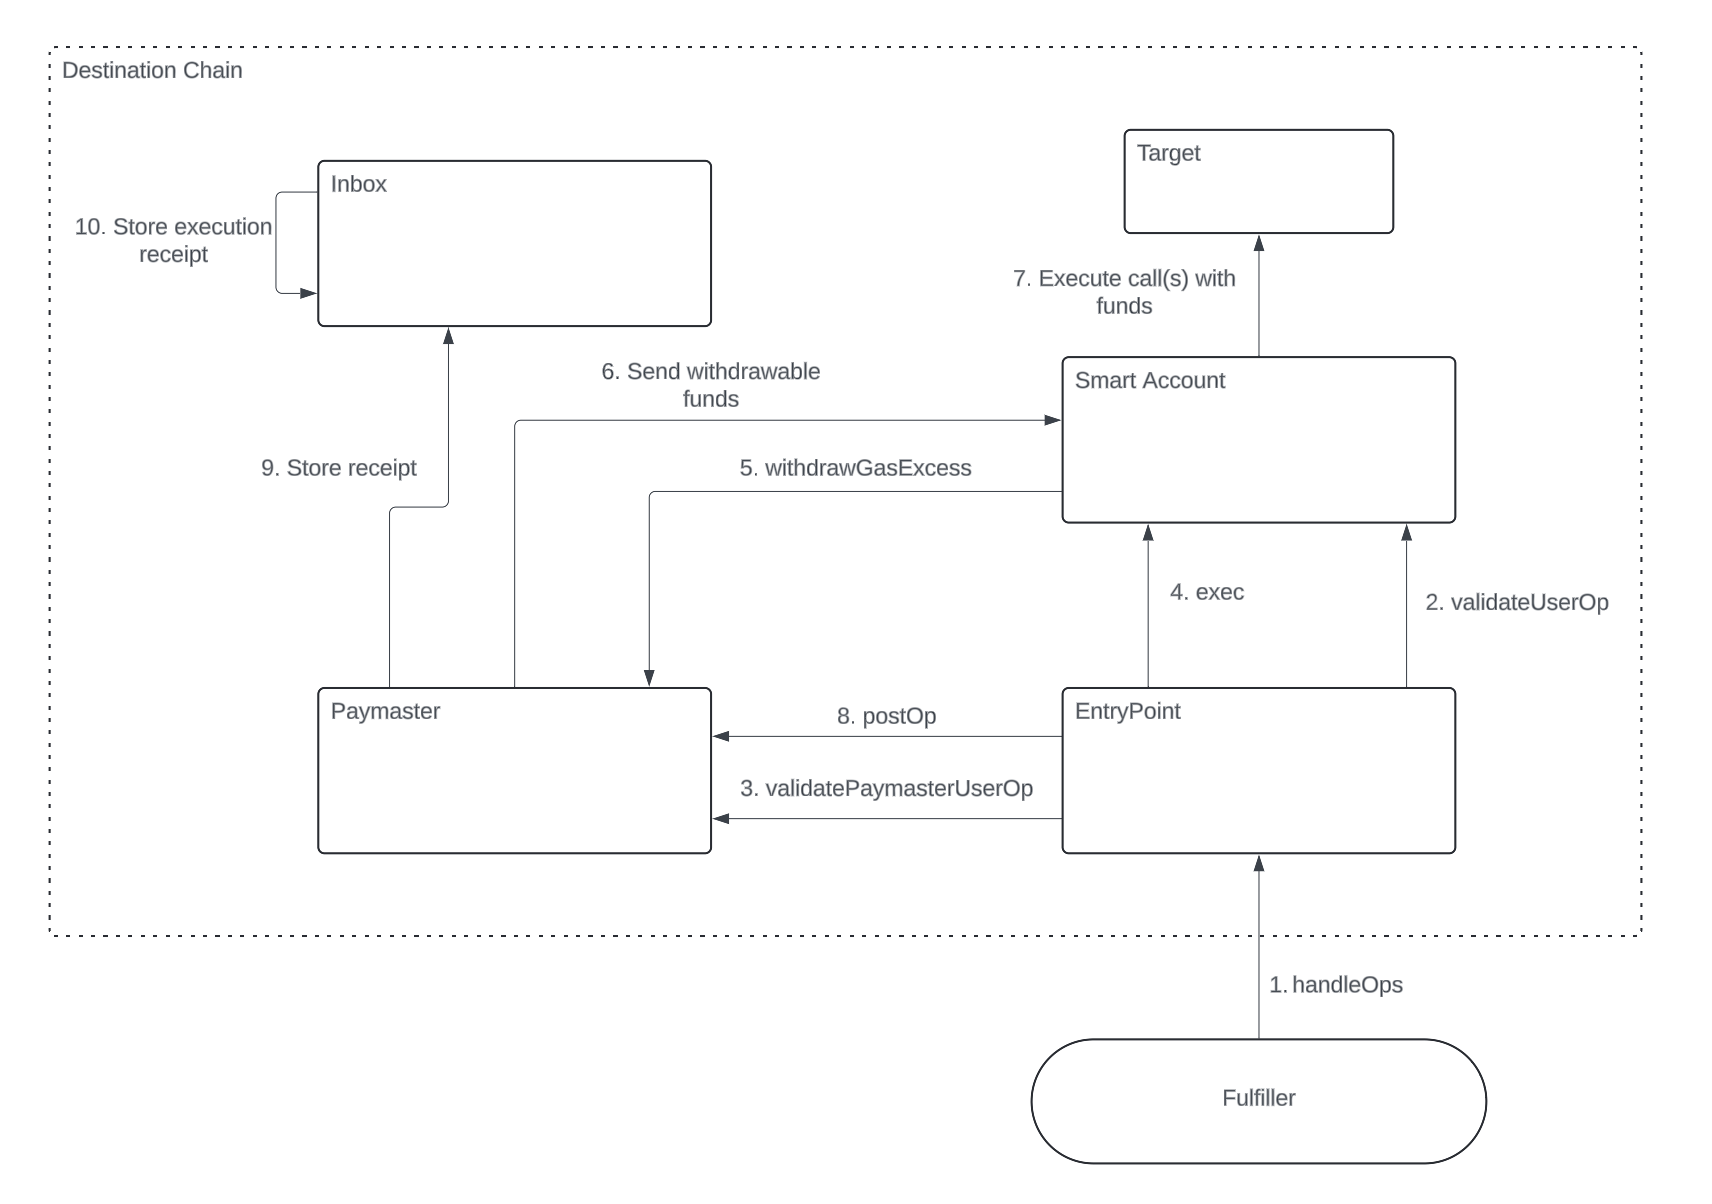 Destination Chain
Target
Inbox
10. Store execution
receipt
7. Execute call(s) with
funds
6. Send withdrawable
funds
Smart Account
9. Store receipt
5. withdrawGasExcess
4. exec
2. validateUserOp
Paymaster
8. postOp
EntryPoint
3. validatePaymasterUserOp
1. handleOps
Fulfiller